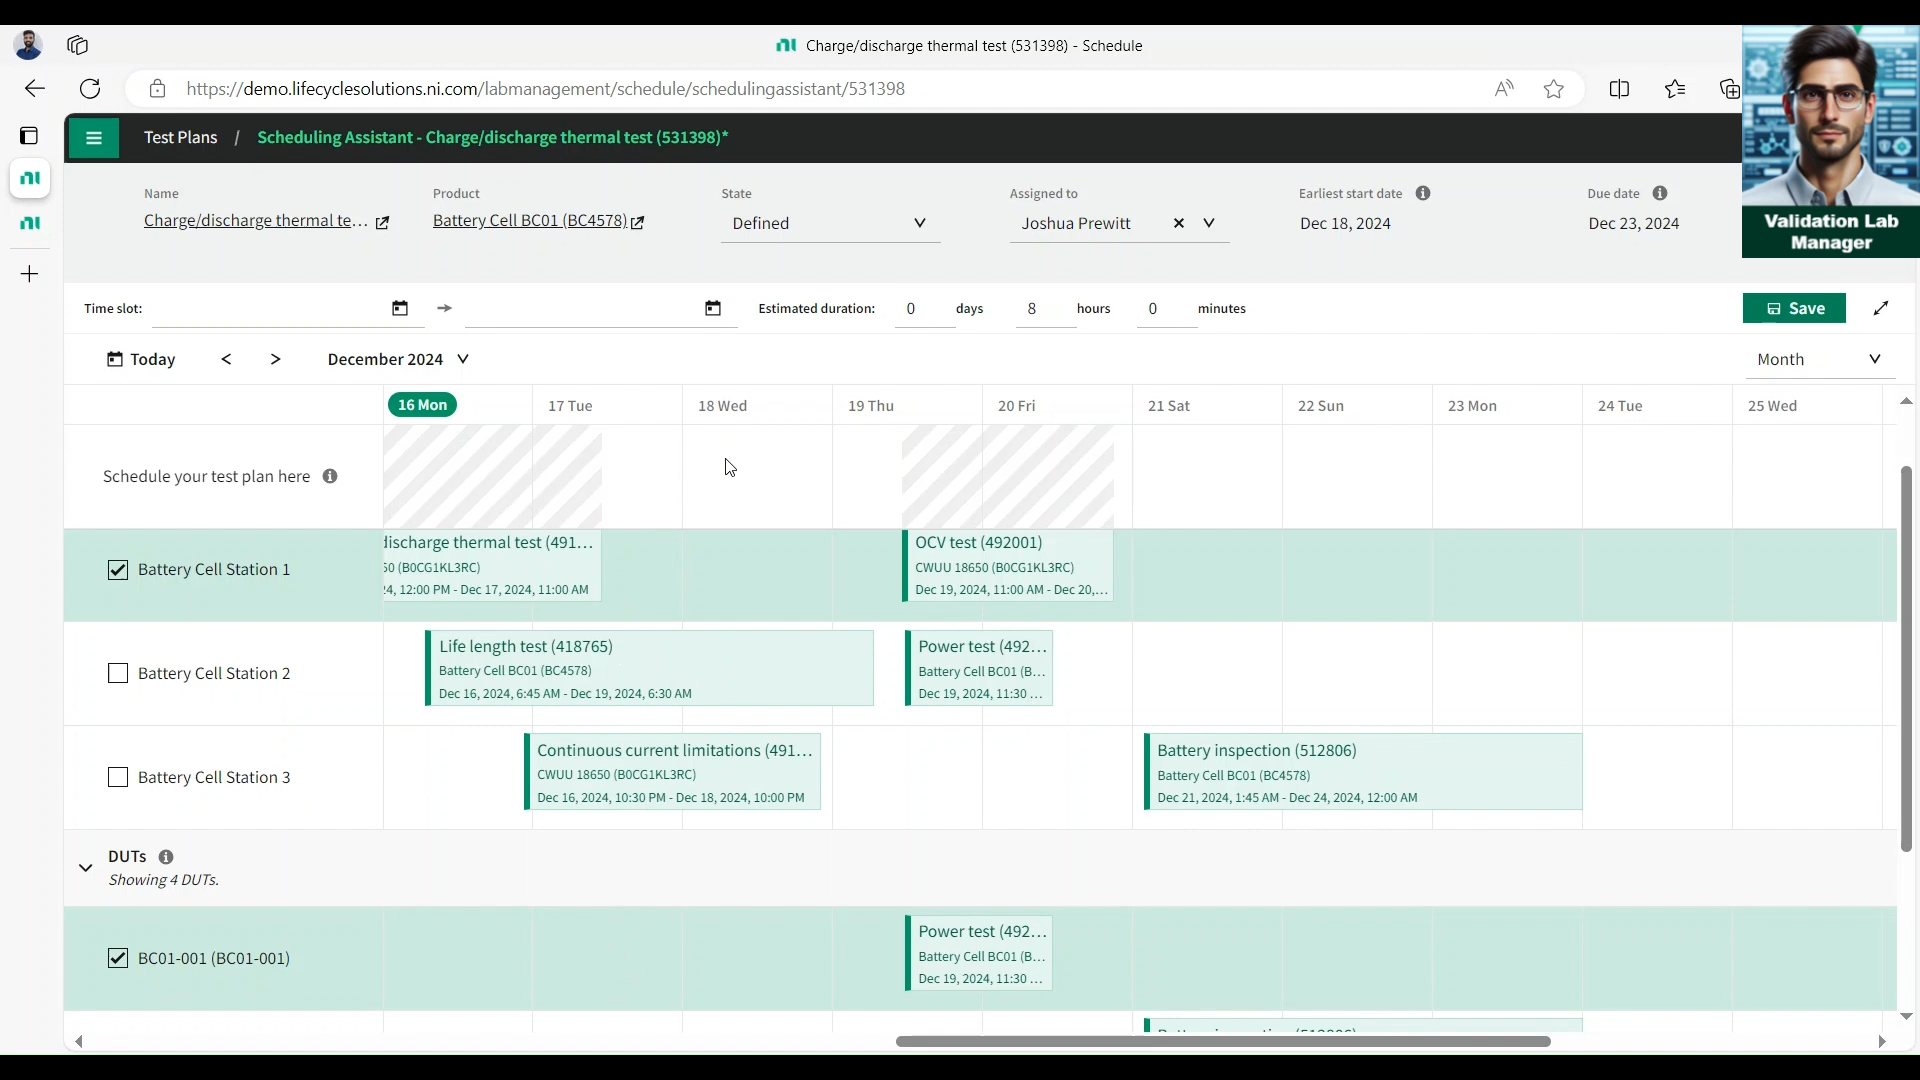 Charge/discharge thermal test (531398) - Schedule
https://demo.lifecyclesolutions.ni.com/labmanagement/schedule/schedulingassistant/531398
Test Plans / Scheduling Assistant - Charge/discharge thermal test (531398)*
Validation Lab
Manager
Name
Product
State
Assigned to
Earliest start date
Due date
Charge/discharge thermal te...
Battery Cell BC01 (BC4578)
Defined
Joshua Prewitt
Dec 18, 2024
Dec 23, 2024
Time slot:
Estimated duration: 0 days 8 hours 0 minutes
Save
Today
December 2024
Month
16 Mon
17 Tue
18 Wed
19 Thu
20 Fri
21 Sat
22 Sun
23 Mon
24 Tue
25 Wed
Schedule your test plan here
Battery Cell Station 1
discharge thermal test (491...
50 (B0CG1KL3RC)
24, 12:00 PM - Dec 17, 2024, 11:00 AM
OCV test (492001)
CWUU 18650 (B0CG1KL3RC)
Dec 19, 2024, 11:00 AM - Dec 20,...
Battery Cell Station 2
Life length test (418765)
Battery Cell BC01 (BC4578)
Dec 16, 2024, 6:45 AM - Dec 19, 2024, 6:30 AM
Power test (492...
Battery Cell BC01 (B...
Dec 19, 2024, 11:30 ...
Battery Cell Station 3
Continuous current limitations (491...
CWUU 18650 (B0CG1KL3RC)
Dec 16, 2024, 10:30 PM - Dec 18, 2024, 10:00 PM
Battery inspection (512806)
Battery Cell BC01 (BC4578)
Dec 21, 2024, 1:45 AM - Dec 24, 2024, 12:00 AM
DUTs
Showing 4 DUTs.
BC01-001 (BC01-001)
Power test (492...
Battery Cell BC01 (B...
Dec 19, 2024, 11:30 ...